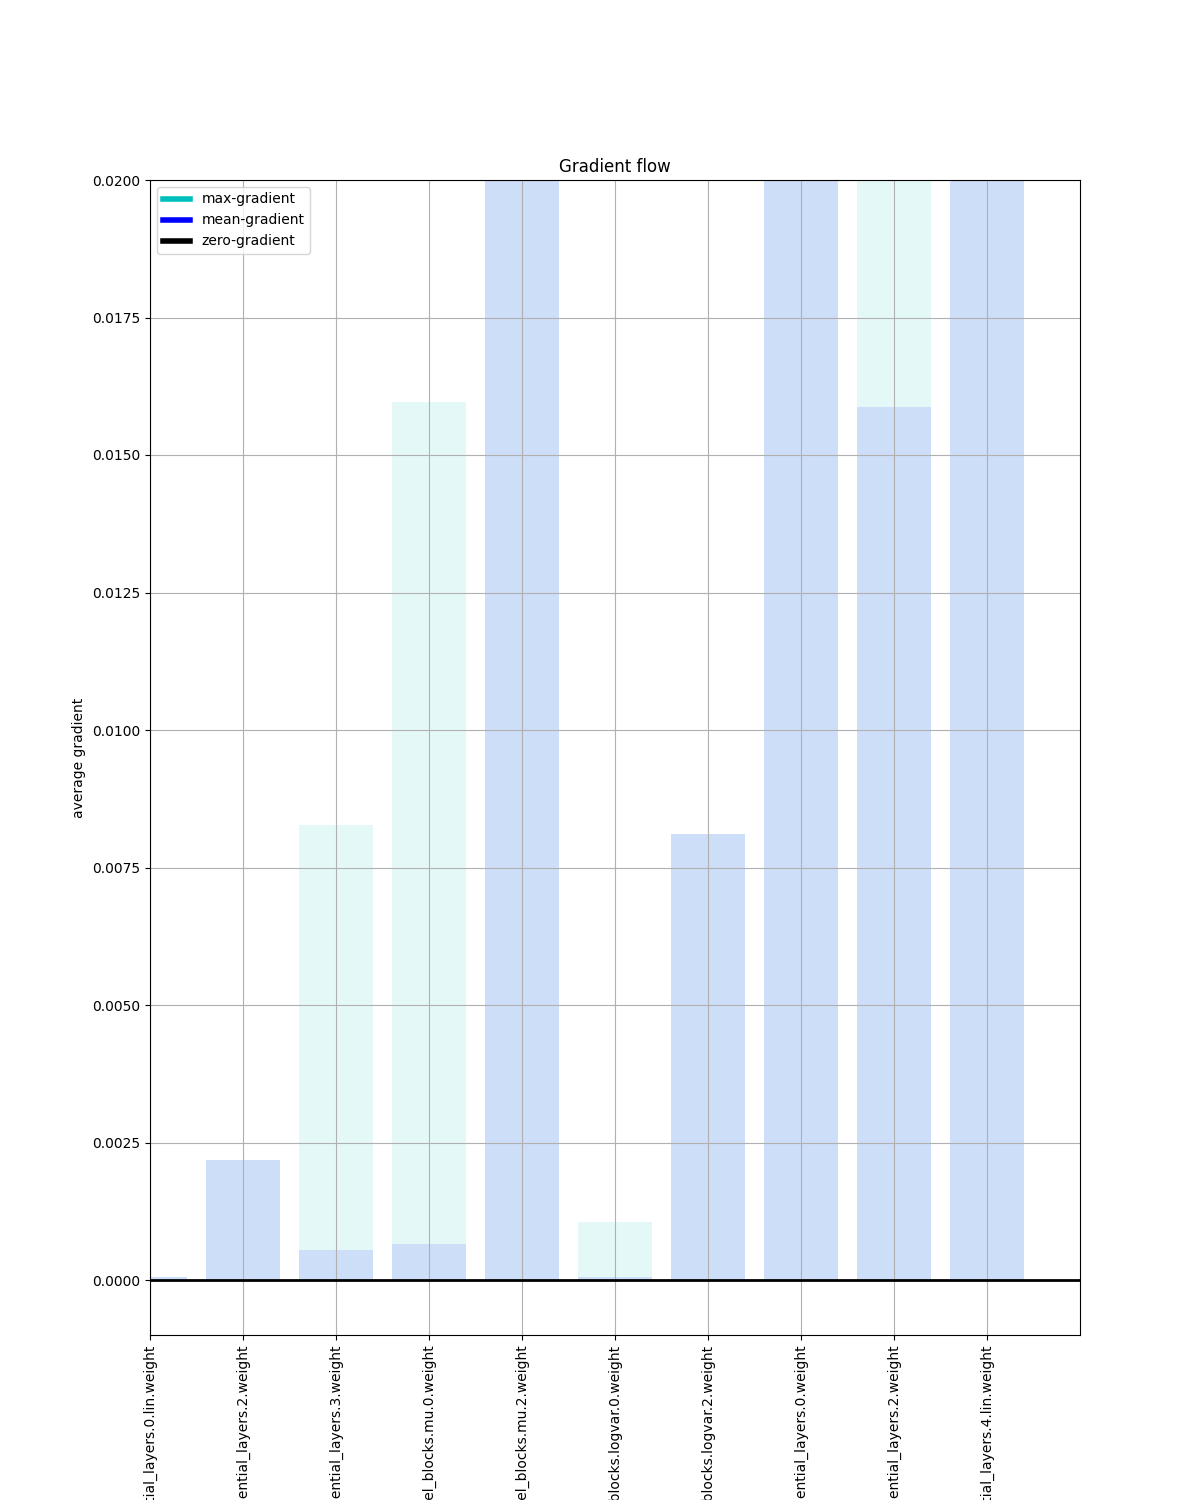 Gradient flow
max-gradient
mean-gradient
zero-gradient
0.0200
0.0175
0.0150
0.0125
0.0100
0.0075
0.0050
0.0025
0.0000
average gradient
tial_layers.0.lin.weight
ential_layers.2.weight
ential_layers.3.weight
el_blocks.mu.0.weight
el_blocks.mu.2.weight
blocks.logvar.0.weight
blocks.logvar.2.weight
ential_layers.0.weight
ential_layers.2.weight
tial_layers.4.lin.weight